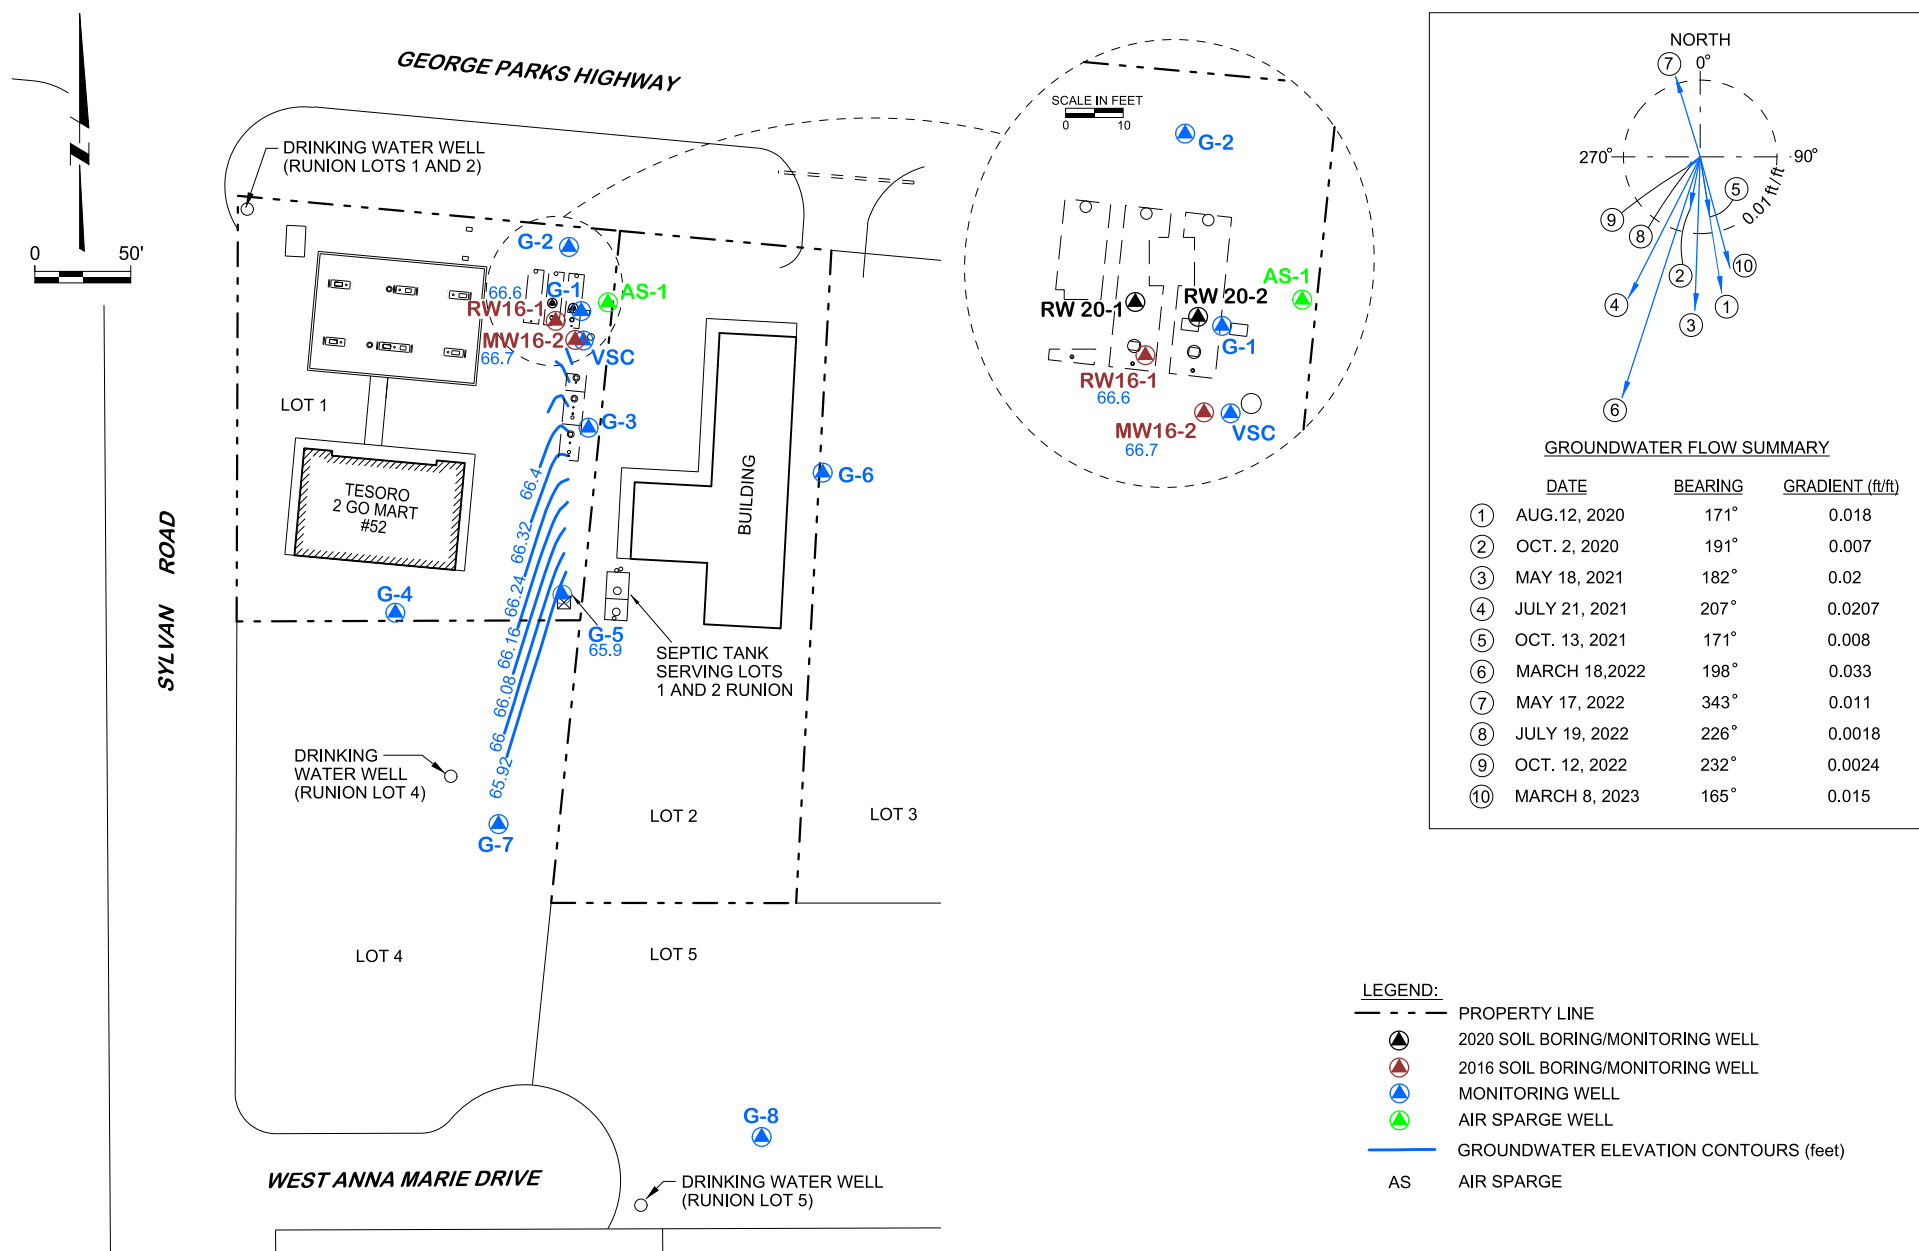 GEORGE PARKS HIGHWAY
DRINKING WATER WELL
(RUNION LOTS 1 AND 2)
0 50'
G-2
66.6
G-1
AS-1
RW16-1
MW16-2
66.7
VSC
LOT 1
G-3
TESORO
2 GO MART
#52
BUILDING
G-6
SYLVAN ROAD
66.4
66.32
66.24
66.16
66.08
66
65.92
G-4
G-5
65.9
SEPTIC TANK
SERVING LOTS
1 AND 2 RUNION
DRINKING
WATER WELL
(RUNION LOT 4)
G-7
LOT 2
LOT 3
LOT 4
LOT 5
G-8
WEST ANNA MARIE DRIVE
DRINKING WATER WELL
(RUNION LOT 5)
SCALE IN FEET
0 10
G-2
AS-1
RW 20-1
RW 20-2
G-1
RW16-1
66.6
MW16-2
66.7
VSC
NORTH
0°
7
270°
90°
0.01 ft/ft
5
9
8
2
10
4
3
1
6
GROUNDWATER FLOW SUMMARY
DATE BEARING GRADIENT (ft/ft)
1 AUG.12, 2020 171° 0.018
2 OCT. 2, 2020 191° 0.007
3 MAY 18, 2021 182° 0.02
4 JULY 21, 2021 207° 0.0207
5 OCT. 13, 2021 171° 0.008
6 MARCH 18,2022 198° 0.033
7 MAY 17, 2022 343° 0.011
8 JULY 19, 2022 226° 0.0018
9 OCT. 12, 2022 232° 0.0024
10 MARCH 8, 2023 165° 0.015
LEGEND:
PROPERTY LINE
2020 SOIL BORING/MONITORING WELL
2016 SOIL BORING/MONITORING WELL
MONITORING WELL
AIR SPARGE WELL
GROUNDWATER ELEVATION CONTOURS (feet)
AS AIR SPARGE